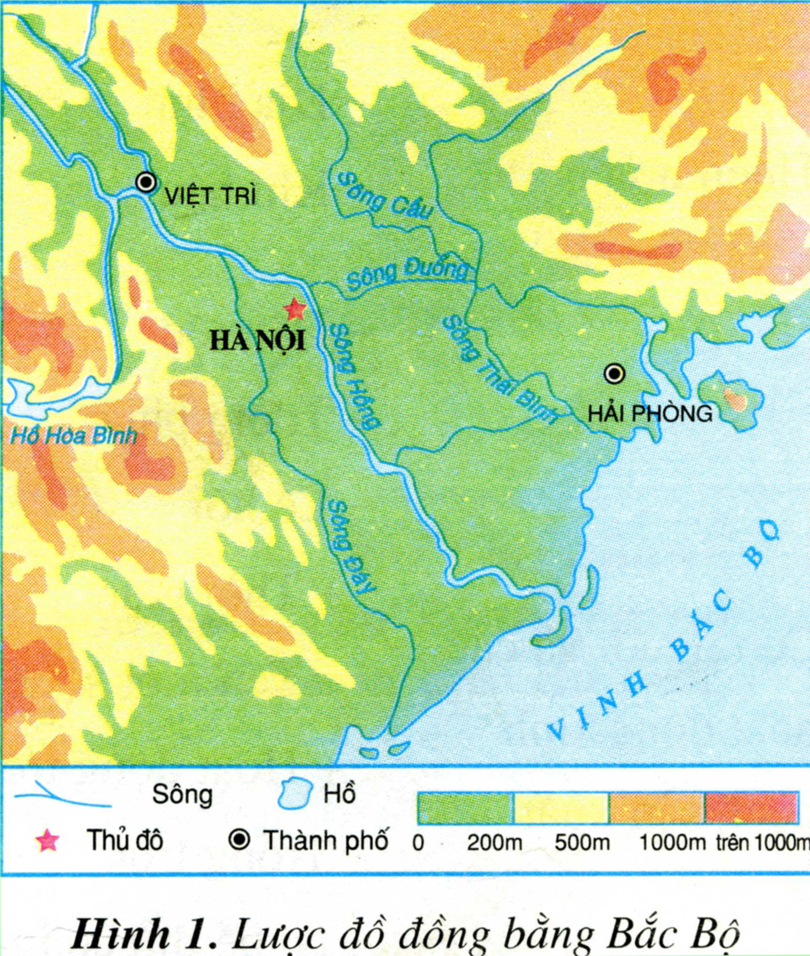 VIỆT TRÌ
Sông Cầu
Sông Đuống
HÀ NỘI
Sông Hồng
Sông Thái Bình
HẢI PHÒNG
Hồ Hòa Bình
Sông Đáy
VỊNH BẮC BỘ
Sông
Hồ
Thủ đô
Thành phố
0 200m 500m 1000m trên 1000m
Hình 1. Lược đồ đồng bằng Bắc Bộ